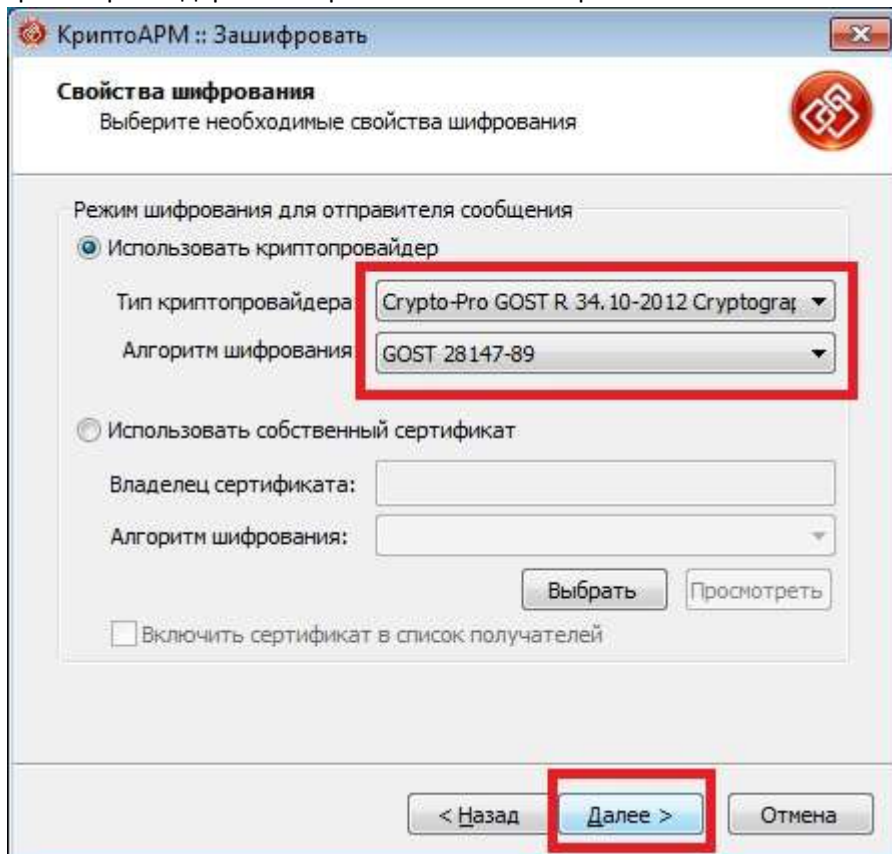 КриптоАРМ :: Зашифровать
Свойства шифрования
Выберите необходимые свойства шифрования
Режим шифрования для отправителя сообщения
Использовать криптопровайдер
Тип криптопровайдера Crypto-Pro GOST R 34.10-2012 Cryptograp
Алгоритм шифрования GOST 28147-89
Использовать собственный сертификат
Владелец сертификата:
Алгоритм шифрования:
Выбрать Просмотреть
Включить сертификат в список получателей
< Назад Далее > Отмена